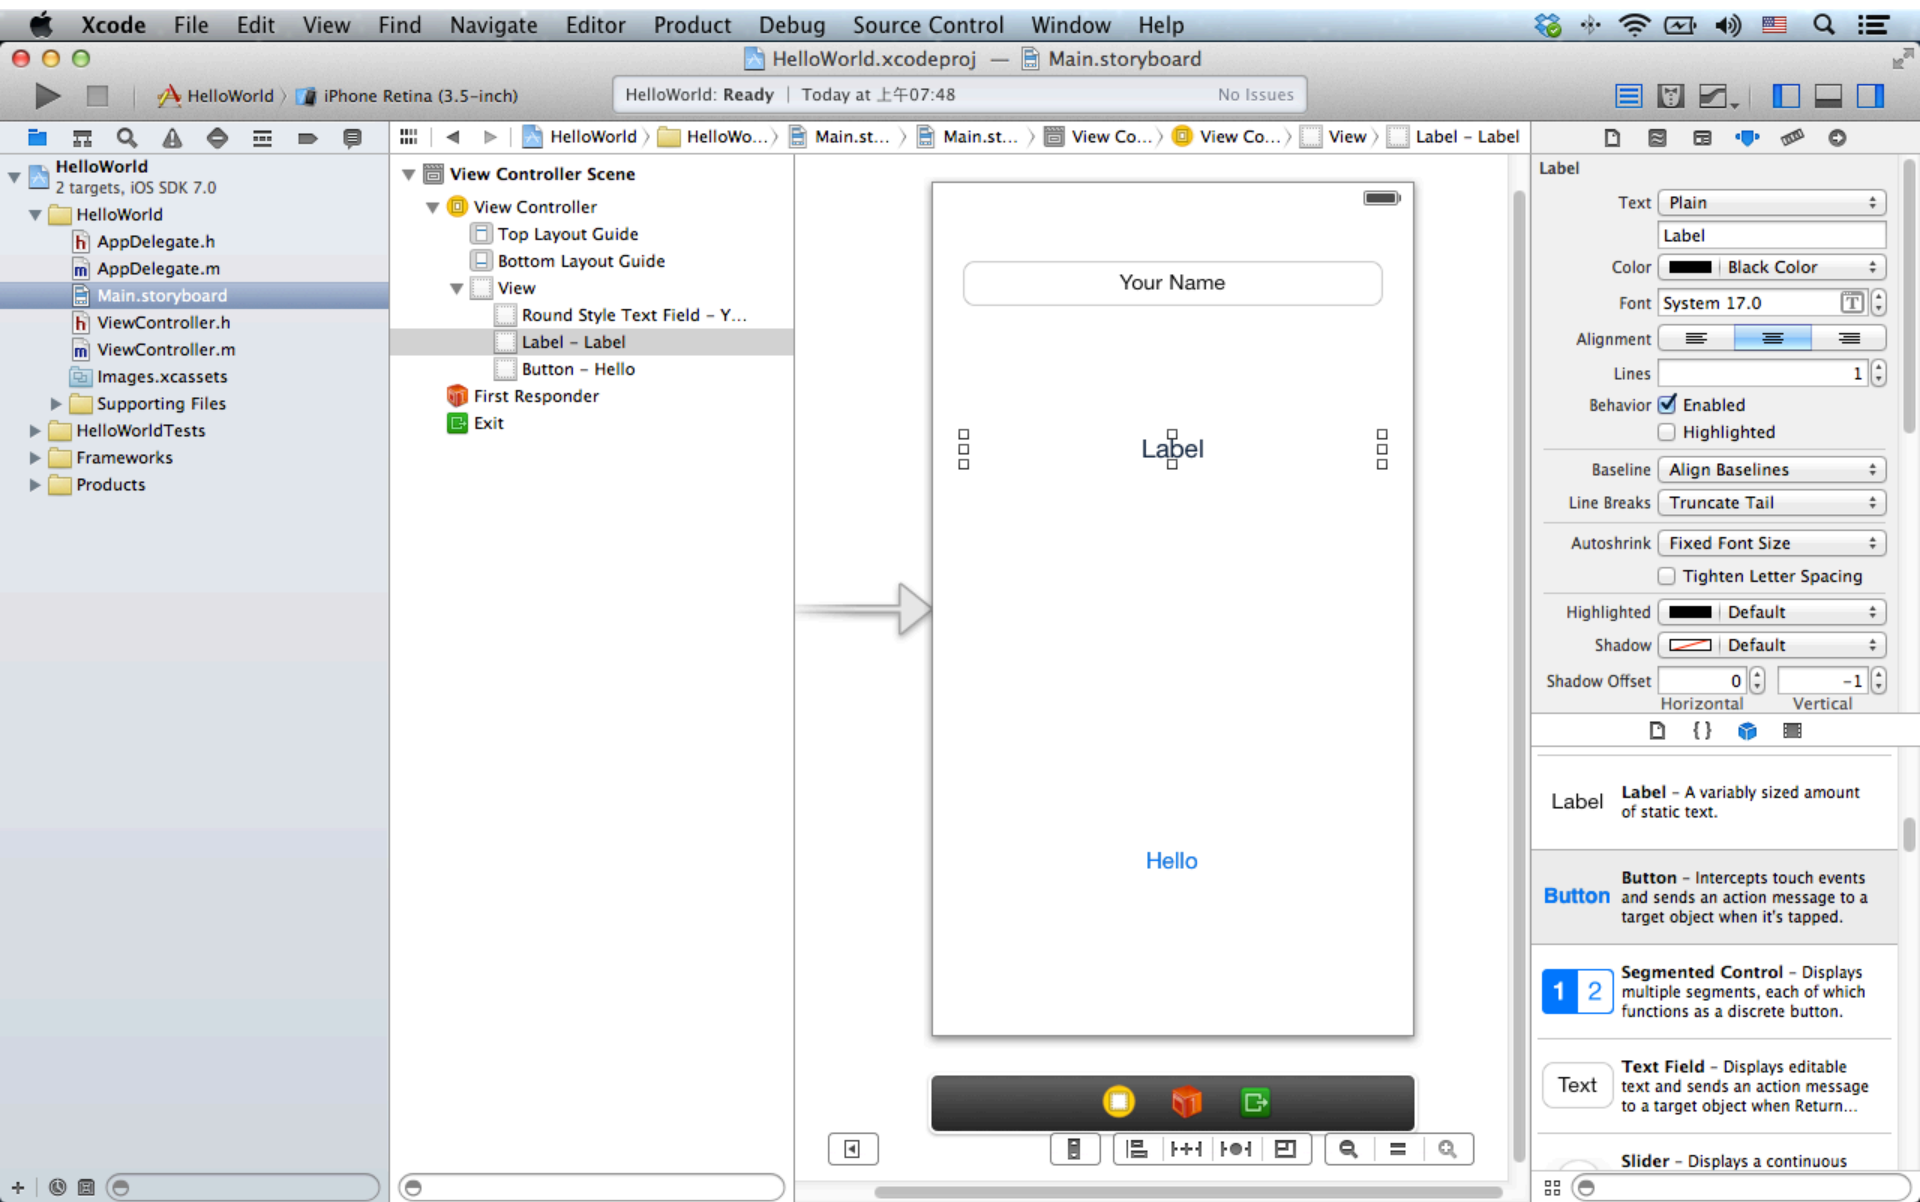 Xcode File Edit View Find Navigate Editor Product Debug Source Control Window Help
HelloWorld.xcodeproj — Main.storyboard
HelloWorld iPhone Retina (3.5-inch)
HelloWorld: Ready | Today at 上午07:48
No Issues
HelloWorld HelloWo... Main.st... Main.st... View Co... View Co... View Label – Label
HelloWorld
2 targets, iOS SDK 7.0
HelloWorld
AppDelegate.h
AppDelegate.m
Main.storyboard
ViewController.h
ViewController.m
Images.xcassets
Supporting Files
HelloWorldTests
Frameworks
Products
View Controller Scene
View Controller
Top Layout Guide
Bottom Layout Guide
View
Round Style Text Field – Y...
Label – Label
Button – Hello
First Responder
Exit
Your Name
Label
Hello
Label
Text Plain
Label
Color Black Color
Font System 17.0
Alignment
Lines 1
Behavior Enabled
Highlighted
Baseline Align Baselines
Line Breaks Truncate Tail
Autoshrink Fixed Font Size
Tighten Letter Spacing
Highlighted Default
Shadow Default
Shadow Offset 0 -1
Horizontal Vertical
{}
Label
Label – A variably sized amount
of static text.
Button
Button – Intercepts touch events
and sends an action message to a
target object when it's tapped.
1 2
Segmented Control – Displays
multiple segments, each of which
functions as a discrete button.
Text
Text Field – Displays editable
text and sends an action message
to a target object when Return...
Slider – Displays a continuous